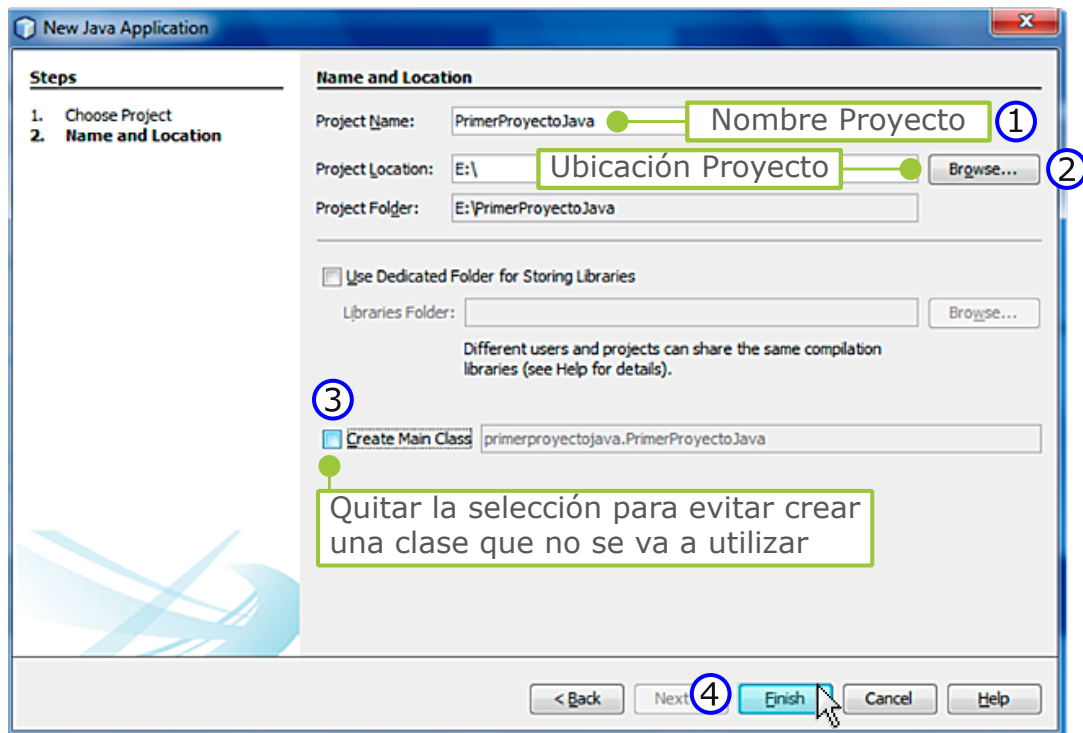 New Java Application
Steps
1. Choose Project
2. Name and Location
Name and Location
Project Name: PrimerProyectoJava Nombre Proyecto 1
Project Location: E:\ Ubicación Proyecto Browse... 2
Project Folder: E:\PrimerProyectoJava
Use Dedicated Folder for Storing Libraries
Libraries Folder: Browse...
Different users and projects can share the same compilation
libraries (see Help for details).
3
Create Main Class primerproyectojava.PrimerProyectoJava
Quitar la selección para evitar crear
una clase que no se va a utilizar
< Back Next 4 Finish Cancel Help